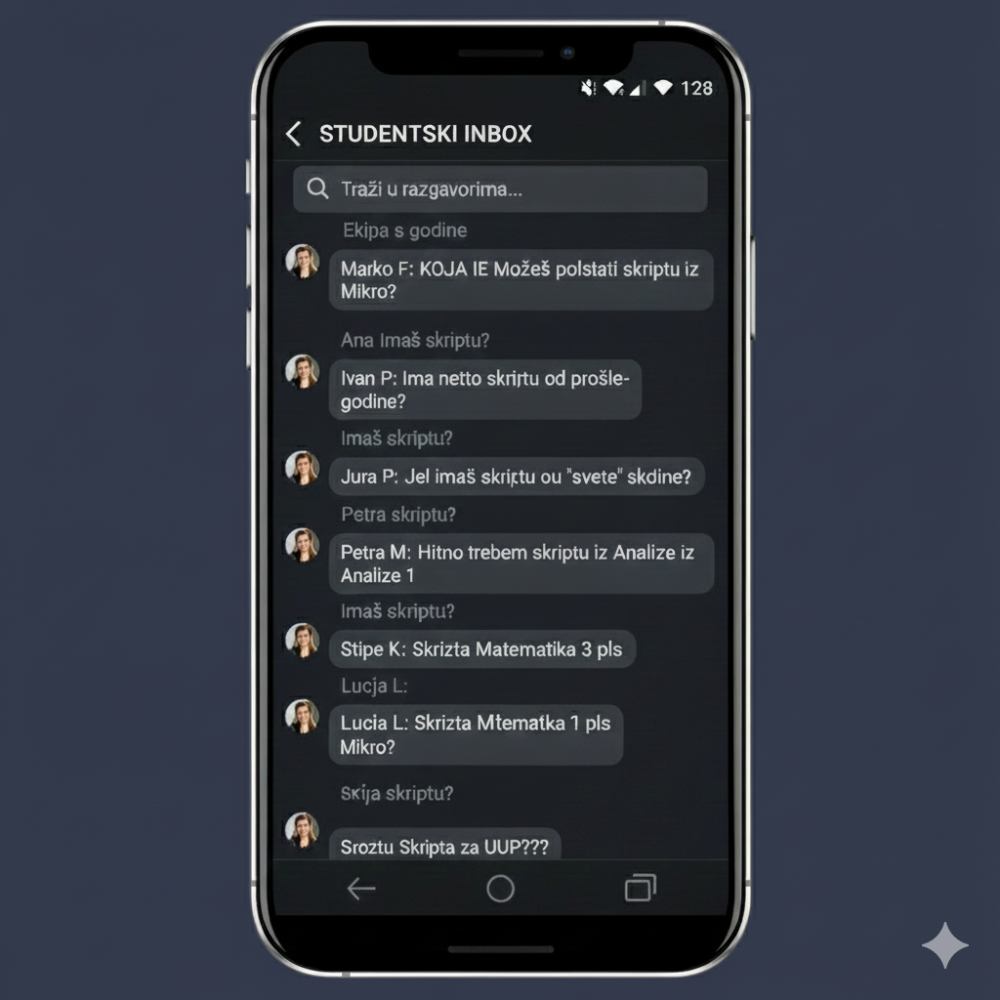 128
STUDENTSKI INBOX
Traži u razgavorima...
Ekipa s godine
Marko F: KOJA IE Možeš polstati skriptu iz
Mikro?
Ana Imaš skriptu?
Ivan P: Ima netto skriętu od prošle-
godine?
Imaš skriptu?
Jura P: Jel imaš skriptu ou "svete" skdine?
Petra skriptu?
Petra M: Hitno trebem skriptu iz Analize iz
Analize 1
Imaš skriptu?
Stipe K: Skrizta Matematika 3 pls
Lucja L:
Lucia L: Skrizta Mtematka 1 pls
Mikro?
Skija skriptu?
Sroztu Skripta za UUP???